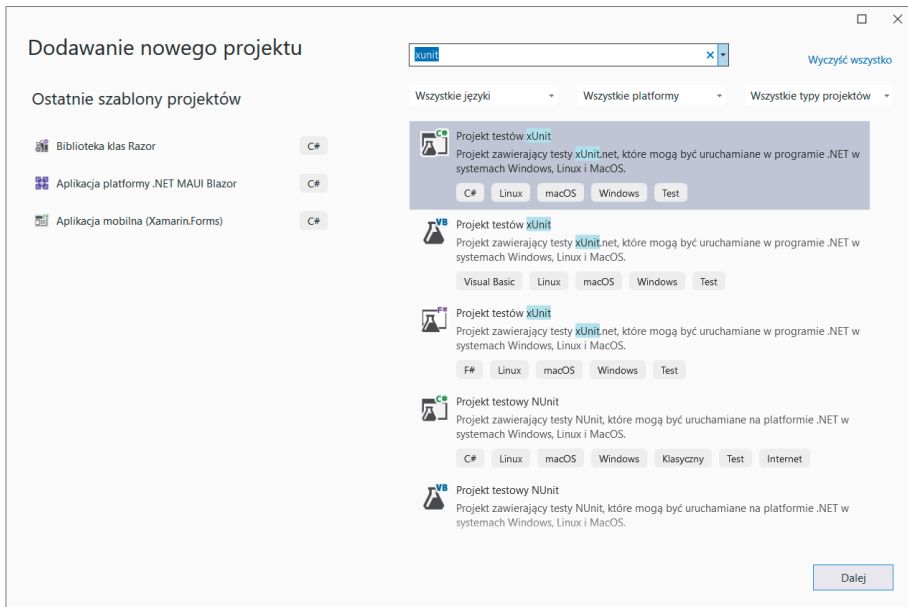 Dodawanie nowego projektu
xunit
Wyczyść wszystko
Ostatnie szablony projektów
Wszystkie języki
Wszystkie platformy
Wszystkie typy projektów
Biblioteka klas Razor C#
Aplikacja platformy .NET MAUI Blazor C#
Aplikacja mobilna (Xamarin.Forms) C#
C#
Projekt testów xUnit
Projekt zawierający testy xUnit.net, które mogą być uruchamiane w programie .NET w
systemach Windows, Linux i MacOS.
C# Linux macOS Windows Test
VB
Projekt testów xUnit
Projekt zawierający testy xUnit.net, które mogą być uruchamiane w programie .NET w
systemach Windows, Linux i MacOS.
Visual Basic Linux macOS Windows Test
F#
Projekt testów xUnit
Projekt zawierający testy xUnit.net, które mogą być uruchamiane w programie .NET w
systemach Windows, Linux i MacOS.
F# Linux macOS Windows Test
C#
Projekt testowy NUnit
Projekt zawierający testy NUnit, które mogą być uruchamiane na platformie .NET w
systemach Windows, Linux i MacOS.
C# Linux macOS Windows Klasyczny Test Internet
VB
Projekt testowy NUnit
Projekt zawierający testy NUnit, które mogą być uruchamiane na platformie .NET w
systemach Windows, Linux i MacOS.
Dalej